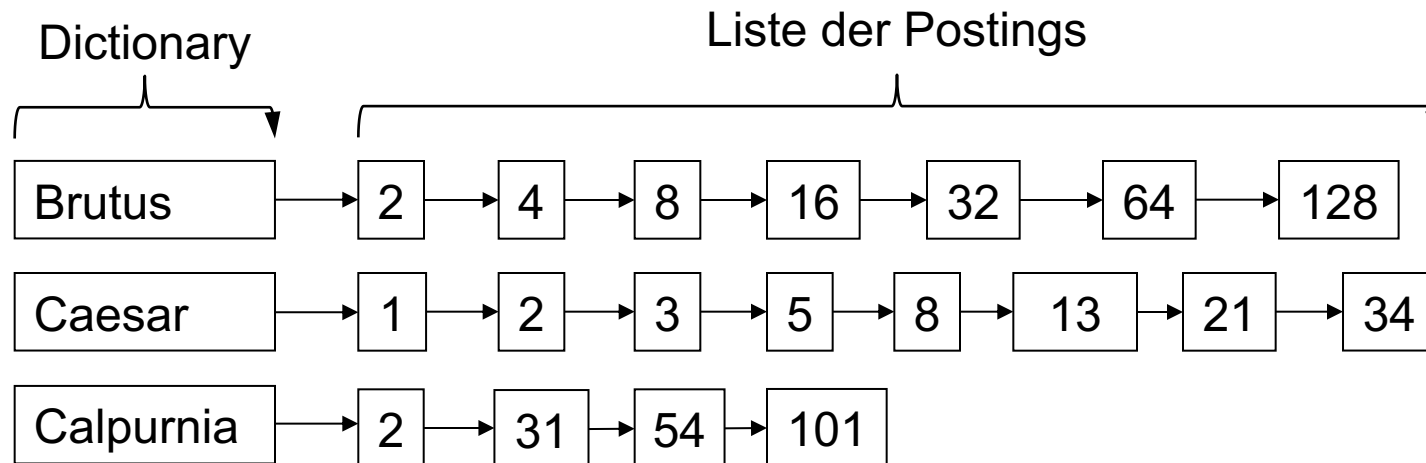 Dictionary Liste der Postings
Brutus 2 4 8 16 32 64 128
Caesar 1 2 3 5 8 13 21 34
Calpurnia 2 31 54 101